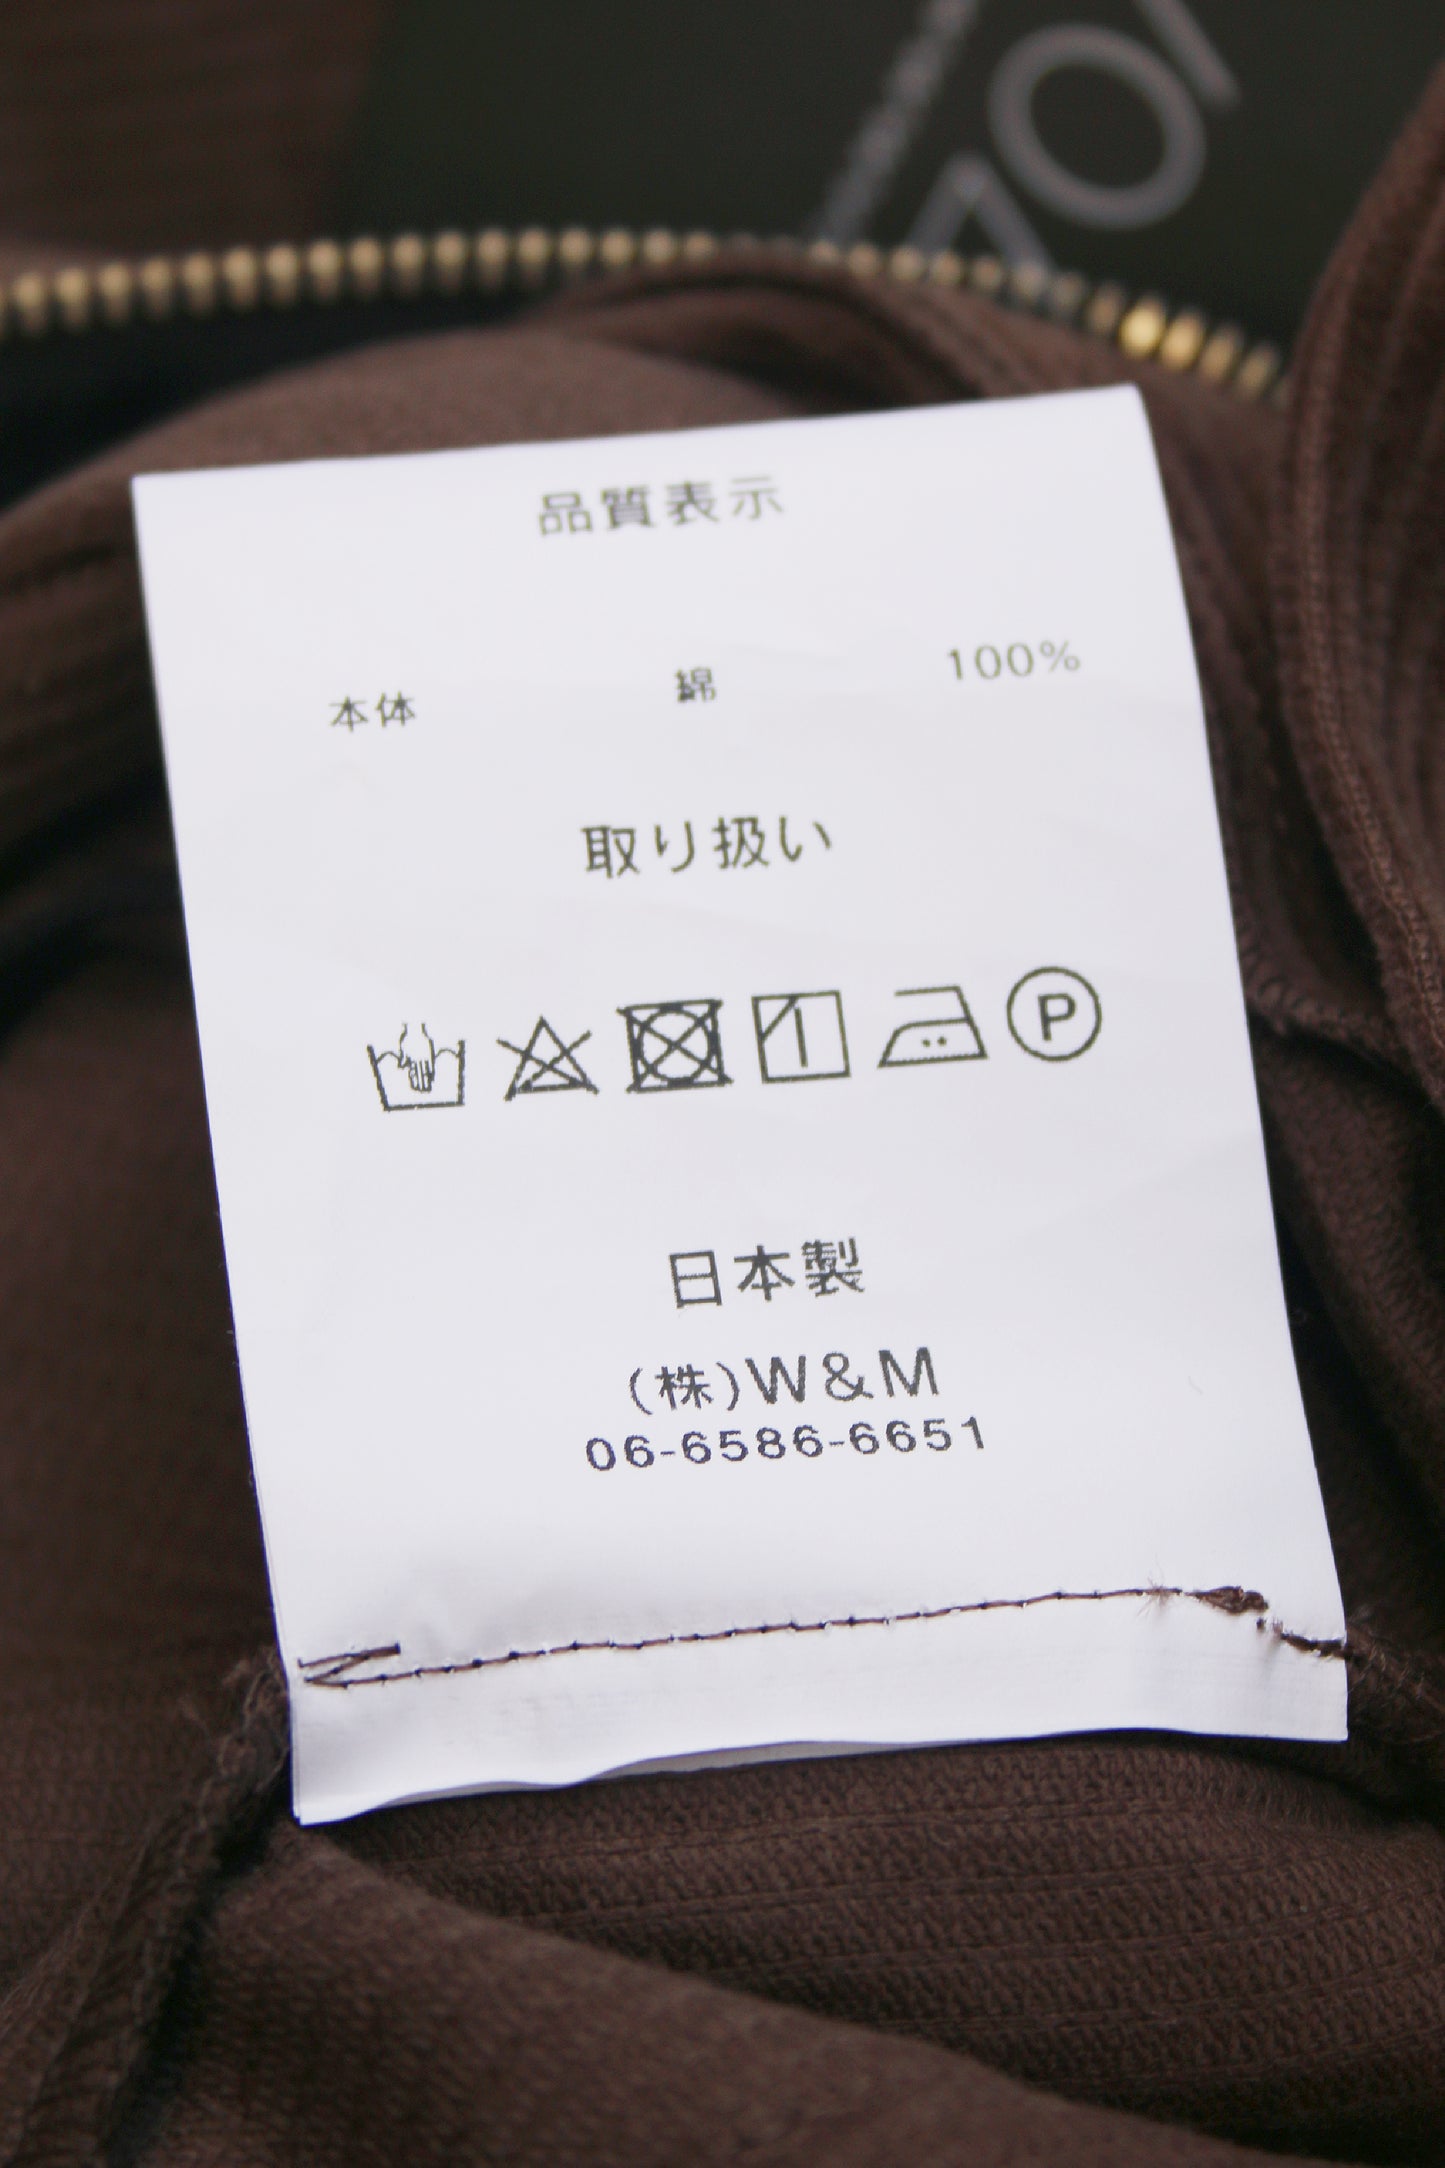 品質表示
本体 綿 100%
取り扱い
P
日本製
(株)W&M
06-6586-6651